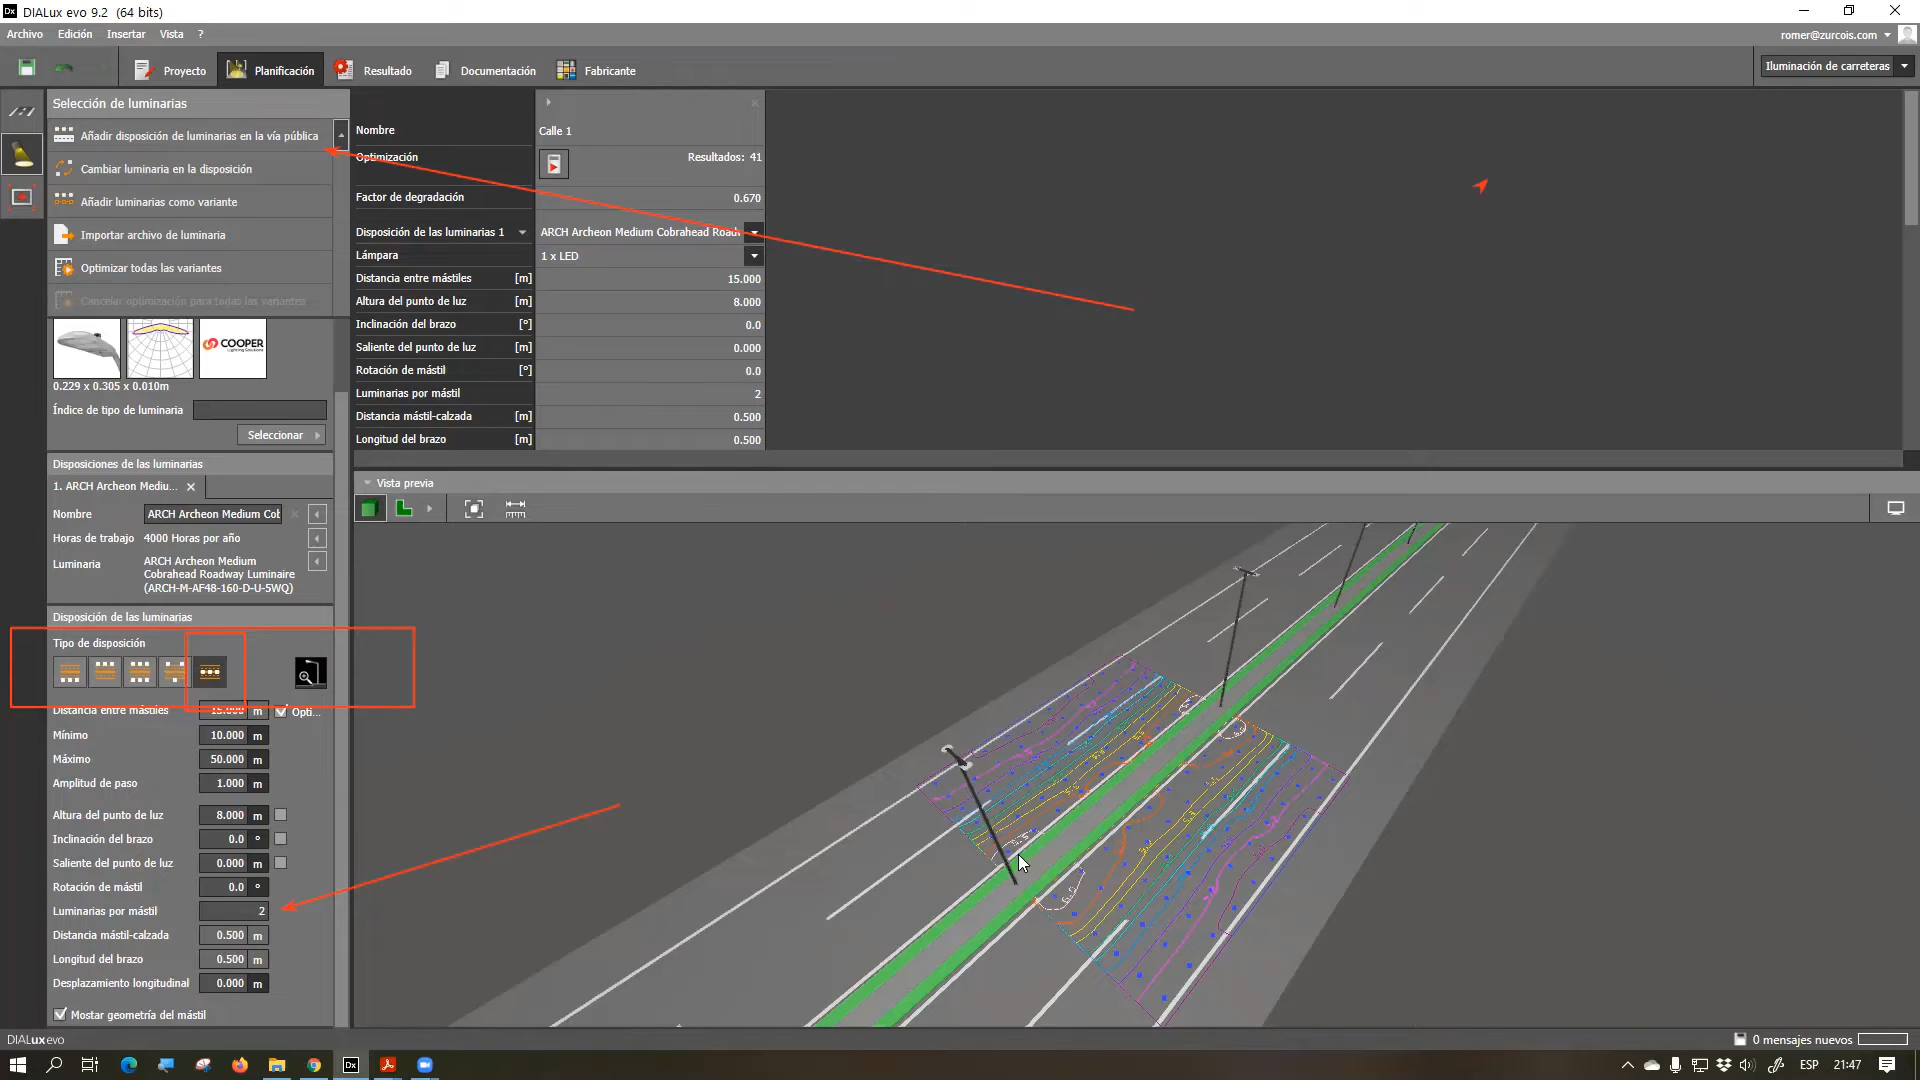 DIALux evo 9.2 (64 bits)
Archivo Edición Insertar Vista ?
romer@zurcois.com
Proyecto Planificación Resultado Documentación Fabricante
Iluminación de carreteras
Selección de luminarias
Añadir disposición de luminarias en la vía pública
Cambiar luminaria en la disposición
Añadir luminarias como variante
Importar archivo de luminaria
Optimizar todas las variantes
Cancelar optimización para todas las variantes
COOPER
Lighting Solutions
0.229 x 0.305 x 0.010m
Índice de tipo de luminaria
Seleccionar
Disposiciones de las luminarias
1. ARCH Archeon Mediu...
Nombre ARCH Archeon Medium Cob
Horas de trabajo 4000 Horas por año
Luminaria ARCH Archeon Medium
Cobrahead Roadway Luminaire
(ARCH-M-AF48-160-D-U-5WQ)
Disposición de las luminarias
Tipo de disposición
Distancia entre mástiles 15.000 m Opti...
Mínimo 10.000 m
Máximo 50.000 m
Amplitud de paso 1.000 m
Altura del punto de luz 8.000 m
Inclinación del brazo 0.0 °
Saliente del punto de luz 0.000 m
Rotación de mástil 0.0 °
Luminarias por mástil 2
Distancia mástil-calzada 0.500 m
Longitud del brazo 0.500 m
Desplazamiento longitudinal 0.000 m
Mostar geometría del mástil
Nombre Calle 1
Optimización Resultados: 41
Factor de degradación 0.670
Disposición de las luminarias 1 ARCH Archeon Medium Cobrahead Roadw
Lámpara 1 x LED
Distancia entre mástiles [m] 15.000
Altura del punto de luz [m] 8.000
Inclinación del brazo [°] 0.0
Saliente del punto de luz [m] 0.000
Rotación de mástil [°] 0.0
Luminarias por mástil 2
Distancia mástil-calzada [m] 0.500
Longitud del brazo [m] 0.500
Vista previa
DIALux evo
0 mensajes nuevos
Dx
ESP 21:47